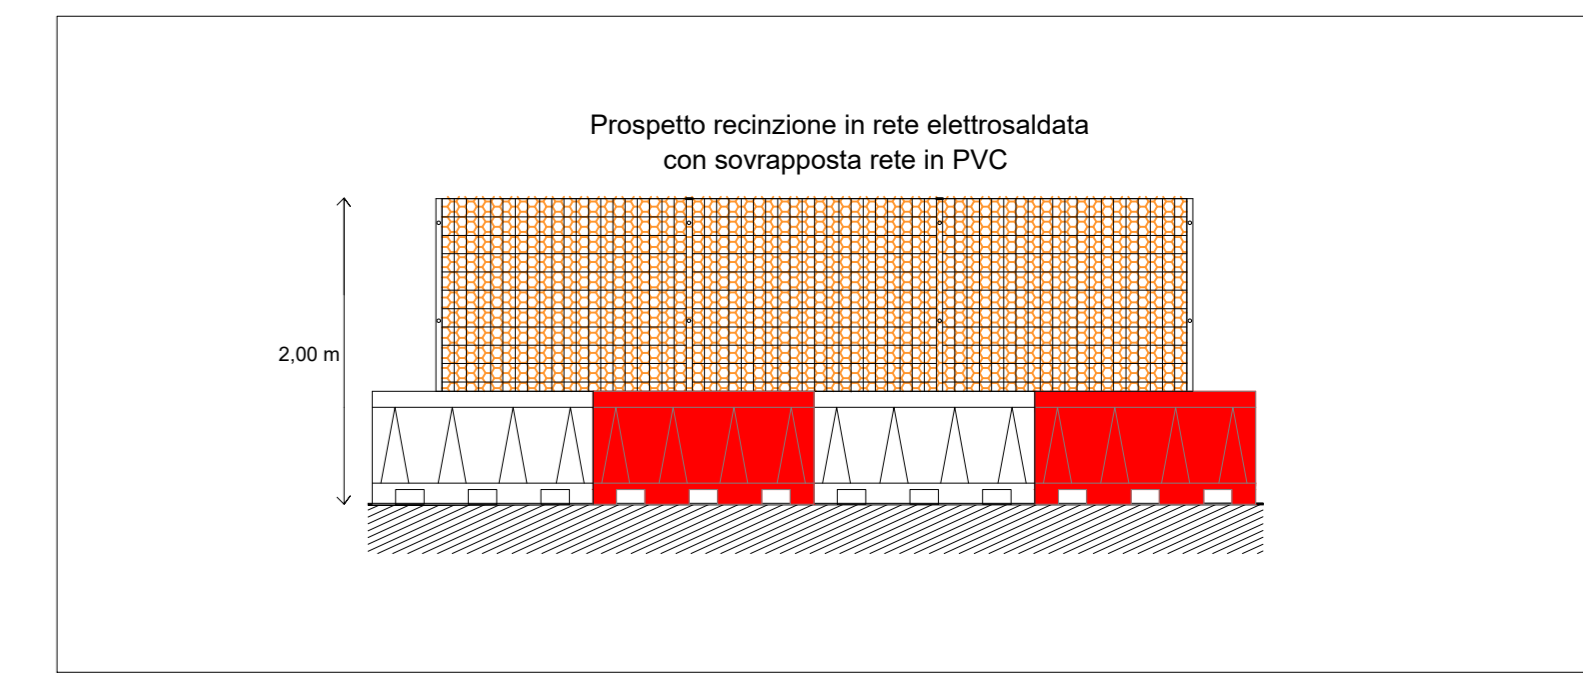 Prospetto recinzione in rete elettrosaldata
con sovrapposta rete in PVC
2,00 m